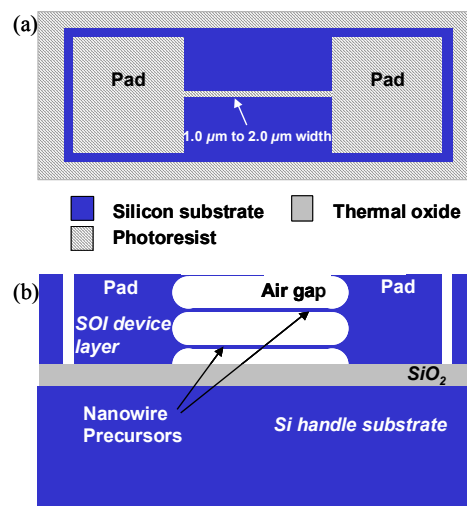 (a)
Pad
Pad
1.0 µm to 2.0 µm width
Silicon substrate
Thermal oxide
Photoresist
(b)
Pad
Air gap
Pad
SOI device
layer
SiO₂
Nanowire
Precursors
Si handle substrate